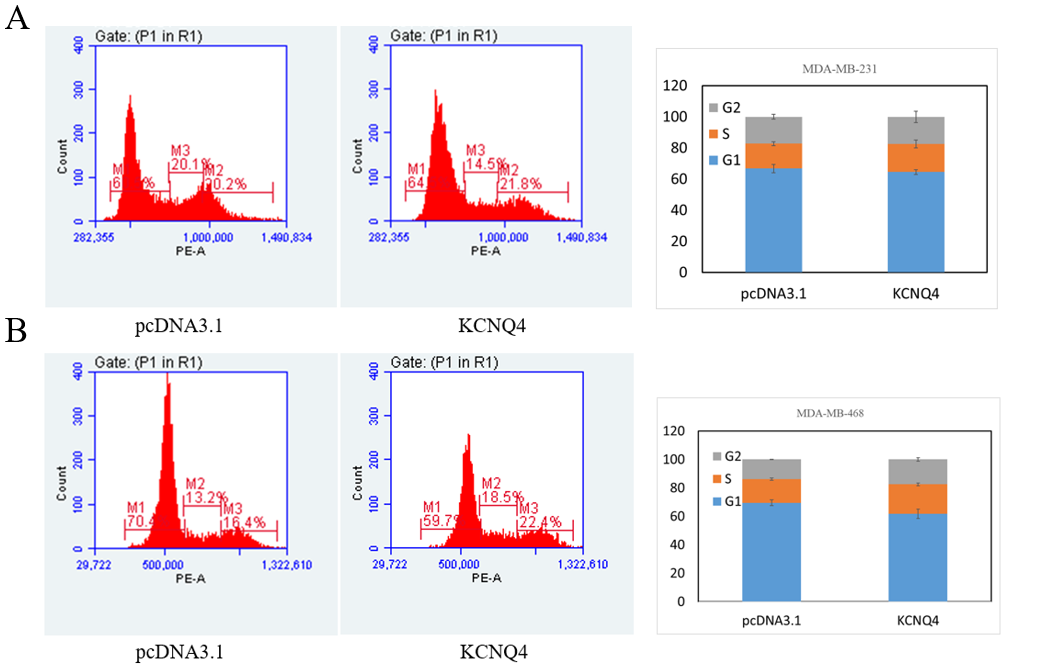 A
Gate: (P1 in R1)
400
300
200
100
0
Count
M3
20.1%
M2
20.2%
282,355
1,000,000
1,490,834
PE-A
pcDNA3.1
Gate: (P1 in R1)
400
300
200
100
0
Count
M3
14.5%
M1
M2
64
21.8%
282,355
1,000,000
1,490,834
PE-A
KCNQ4
MDA-MB-231
120
100
80
60
40
20
0
G2
S
G1
pcDNA3.1
KCNQ4
B
Gate: (P1 in R1)
400
300
200
100
0
Count
M2
13.2%
M1
M3
70.4
16.4%
29,722
500,000
1,322,610
PE-A
pcDNA3.1
Gate: (P1 in R1)
400
300
200
100
0
Count
M2
18.5%
M1
M3
59.7%
22.4%
29,722
500,000
1,322,610
PE-A
KCNQ4
MDA-MB-468
120
100
80
60
40
20
0
G2
S
G1
pcDNA3.1
KCNQ4